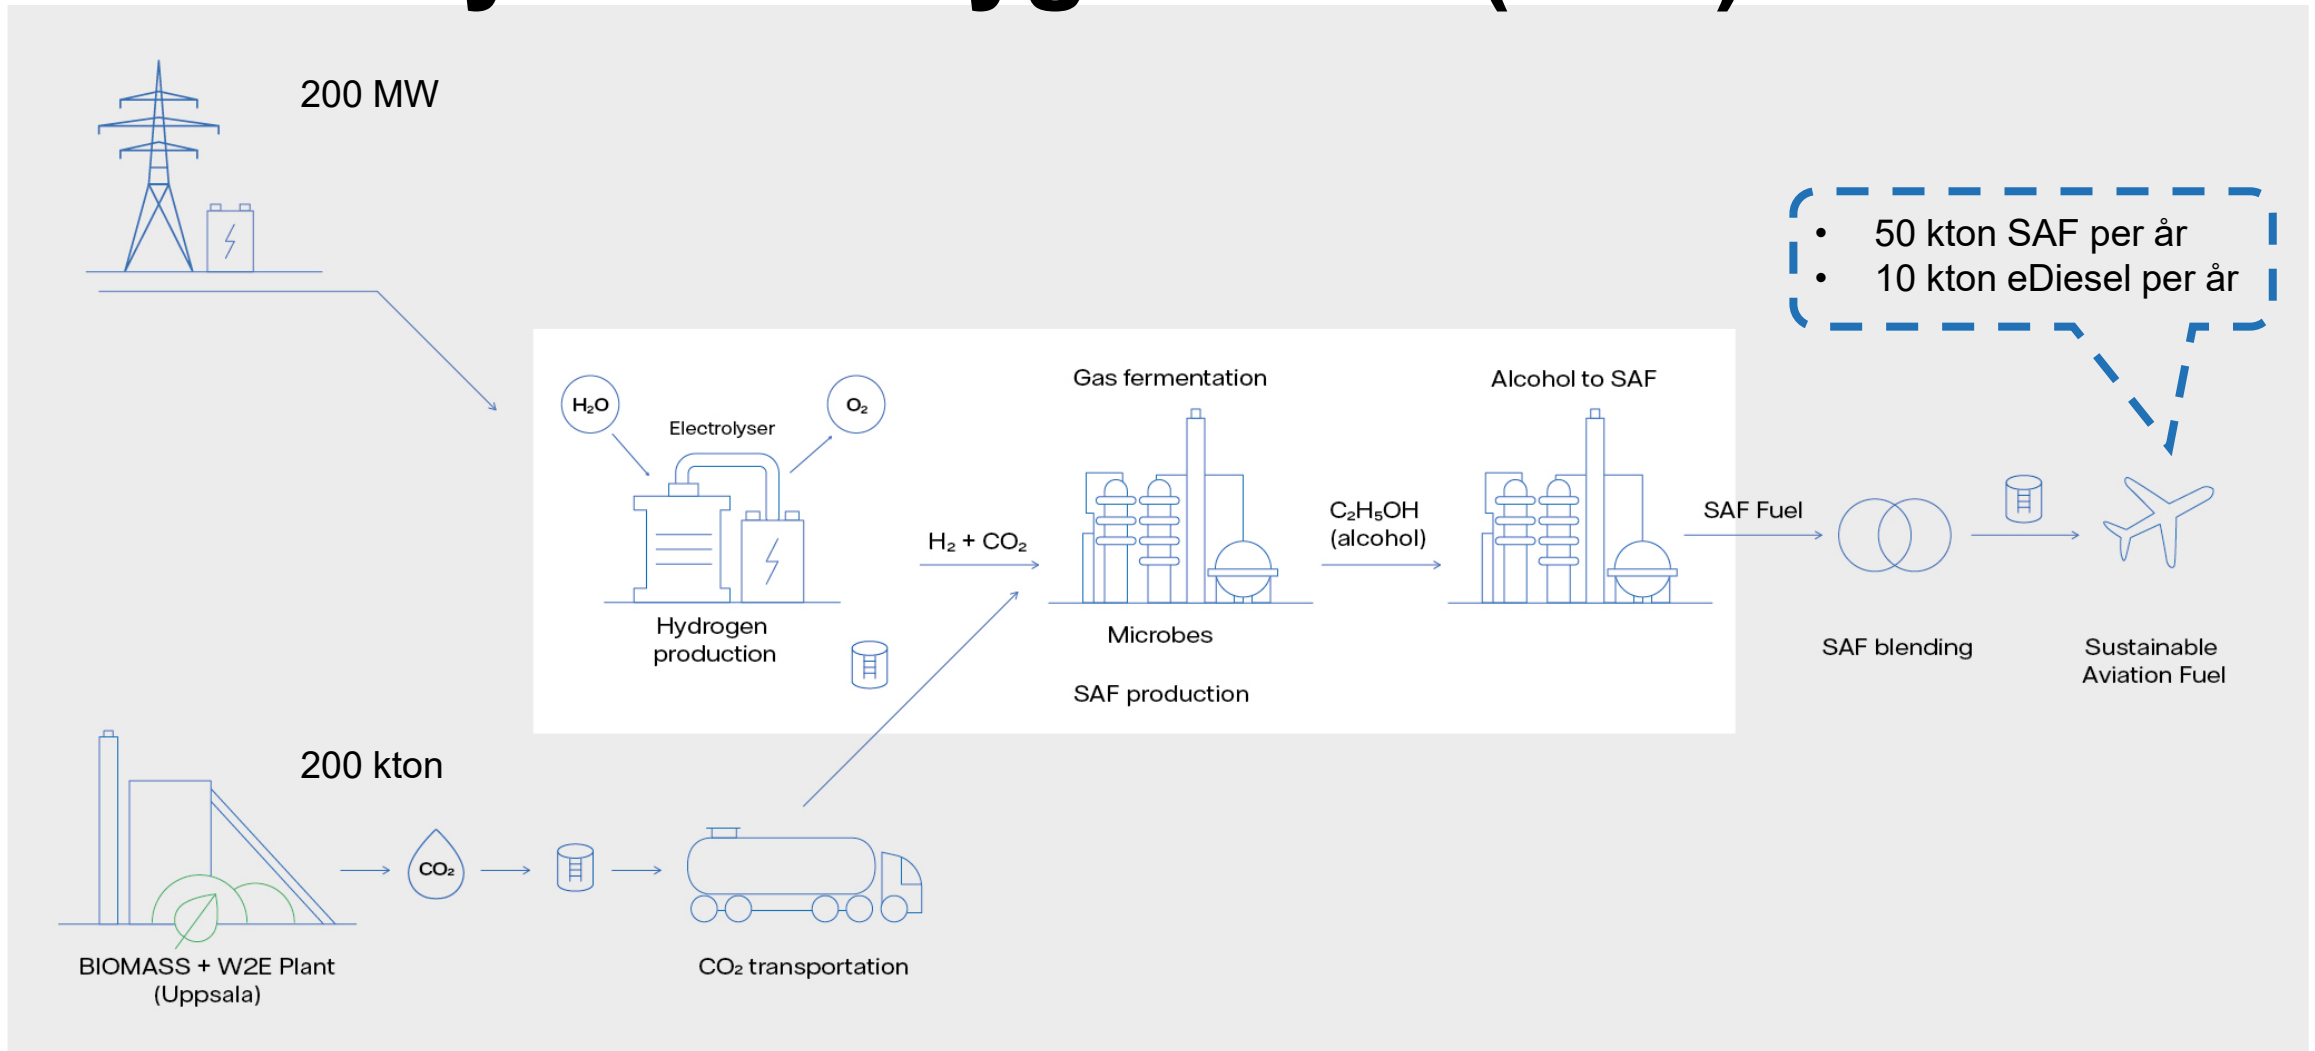 200 MW
• 50 kton SAF per år
• 10 kton eDiesel per år
H₂O
Electrolyser
O₂
Gas fermentation
Alcohol to SAF
H₂ + CO₂
C₂H₅OH
(alcohol)
SAF Fuel
Hydrogen
production
Microbes
SAF production
SAF blending
Sustainable
Aviation Fuel
200 kton
CO₂
BIOMASS + W2E Plant
(Uppsala)
CO₂ transportation